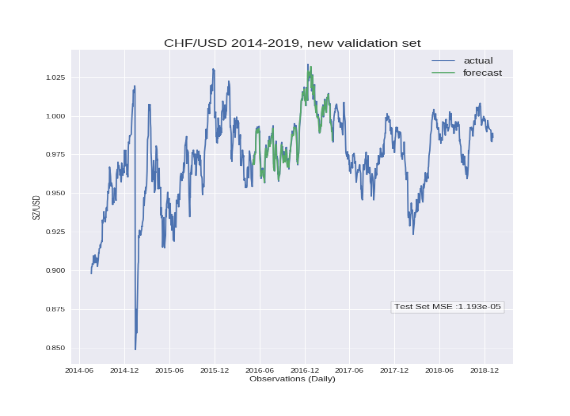 CHF/USD 2014-2019, new validation set
actual
forecast
1.025
1.000
0.975
0.950
0.925
0.900
0.875
0.850
SZ/USD
Test Set MSE :1.193e-05
2014-06 2014-12 2015-06 2015-12 2016-06 2016-12 2017-06 2017-12 2018-06 2018-12
Observations (Daily)